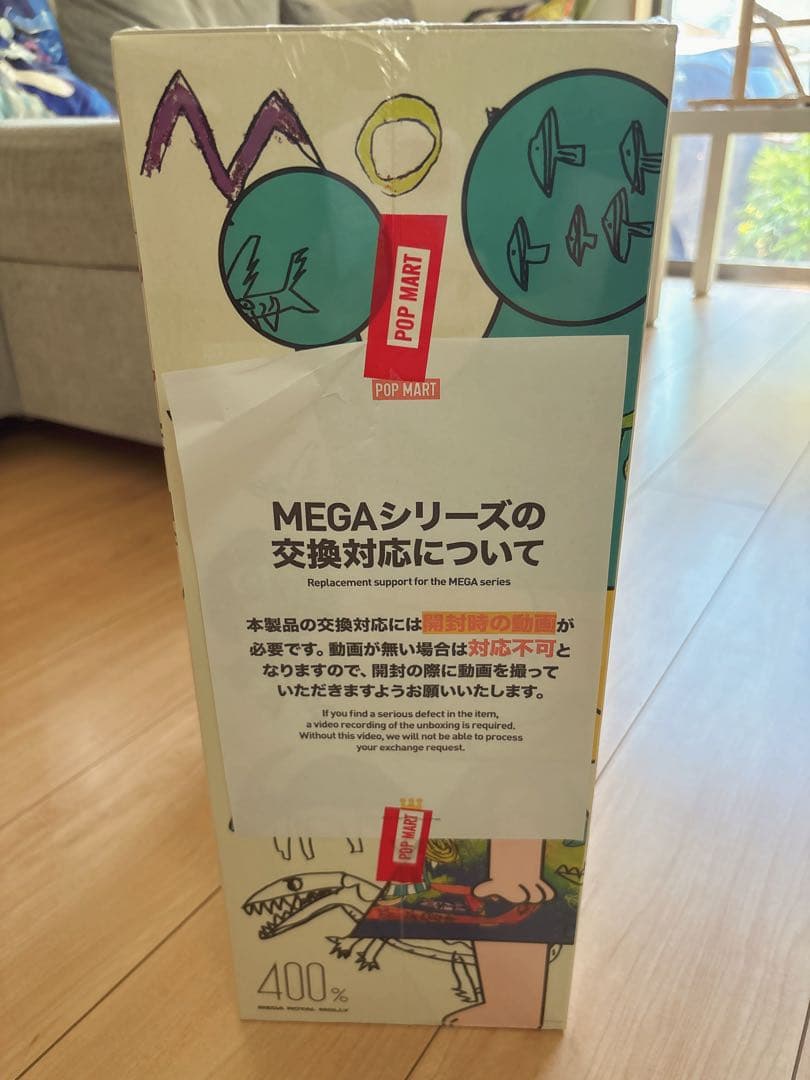 Mo
POP MART
POP MART
MEGAシリーズの
交換対応について
Replacement support for the MEGA series
本製品の交換対応には開封時の動画が
必要です。動画が無い場合は対応不可と
なりますので、開封の際に動画を撮って
いただきますようお願いいたします。
If you find a serious defect in the item,
a video recording of the unboxing is required.
Without this video, we will not be able to process
your exchange request.
POP MART
400%
MEGA ROYAL MOLLY